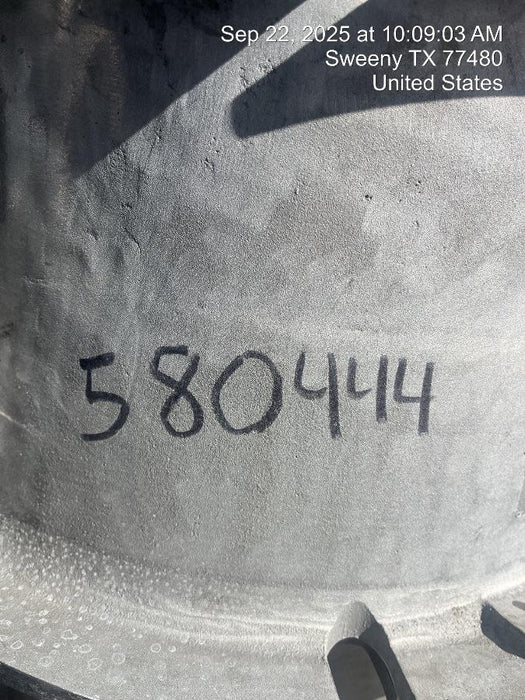 Sep 22, 2025 at 10:09:03 AM
Sweeny TX 77480
United States
580444